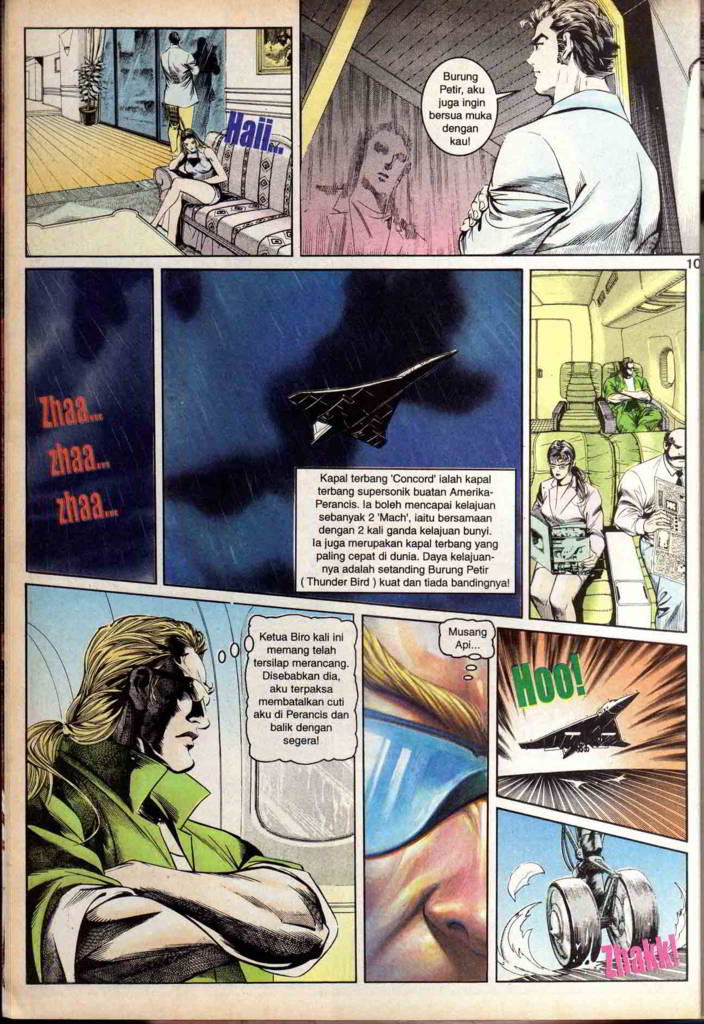 Haii...
Burung
Petir, aku
juga ingin
bersua muka
dengan
kau!
10
Zhaa...
zhaa...
zhaa...
Kapal terbang 'Concord' ialah kapal
terbang supersonik buatan Amerika-
Perancis. Ia boleh mencapai kelajuan
sebanyak 2 'Mach', iaitu bersamaan
dengan 2 kali ganda kelajuan bunyi.
Ia juga merupakan kapal terbang yang
paling cepat di dunia. Daya kelajuan-
nya adalah setanding Burung Petir
( Thunder Bird ) kuat dan tiada bandingnya!
Ketua Biro kali ini
memang telah
tersilap merancang.
Disebabkan dia,
aku terpaksa
membatalkan cuti
aku di Perancis dan
balik dengan
segera!
Musang
Api...
Hoo!
Zhakk!